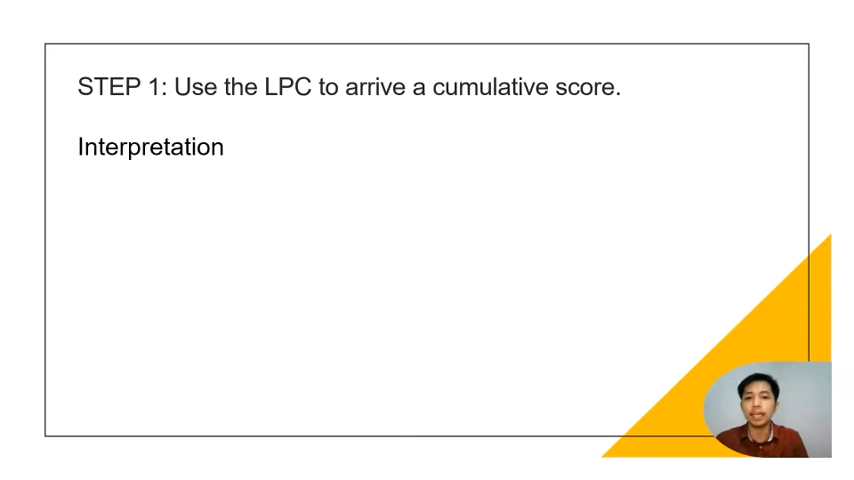 STEP 1: Use the LPC to arrive a cumulative score.
Interpretation